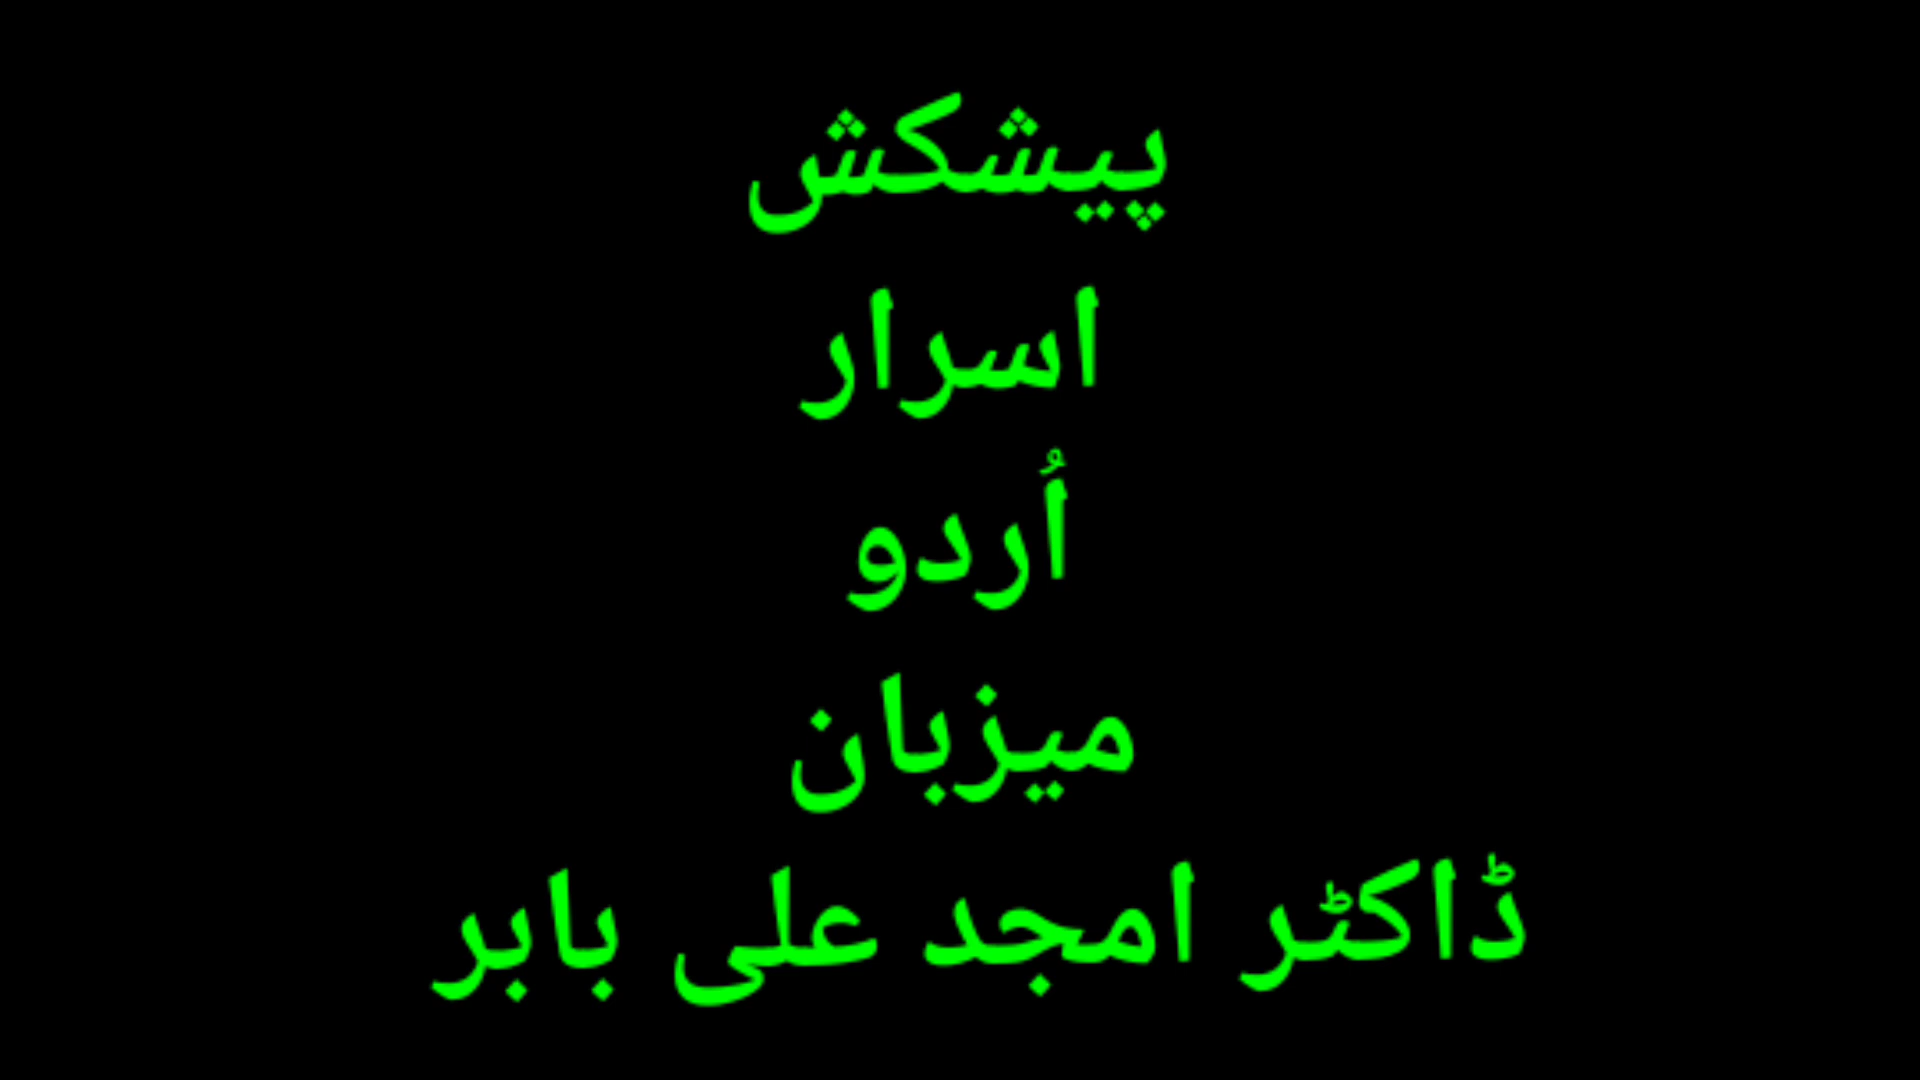 پیشکش
اسرار
اُردو
میزبان
ڈاکٹر امجد علی بابر